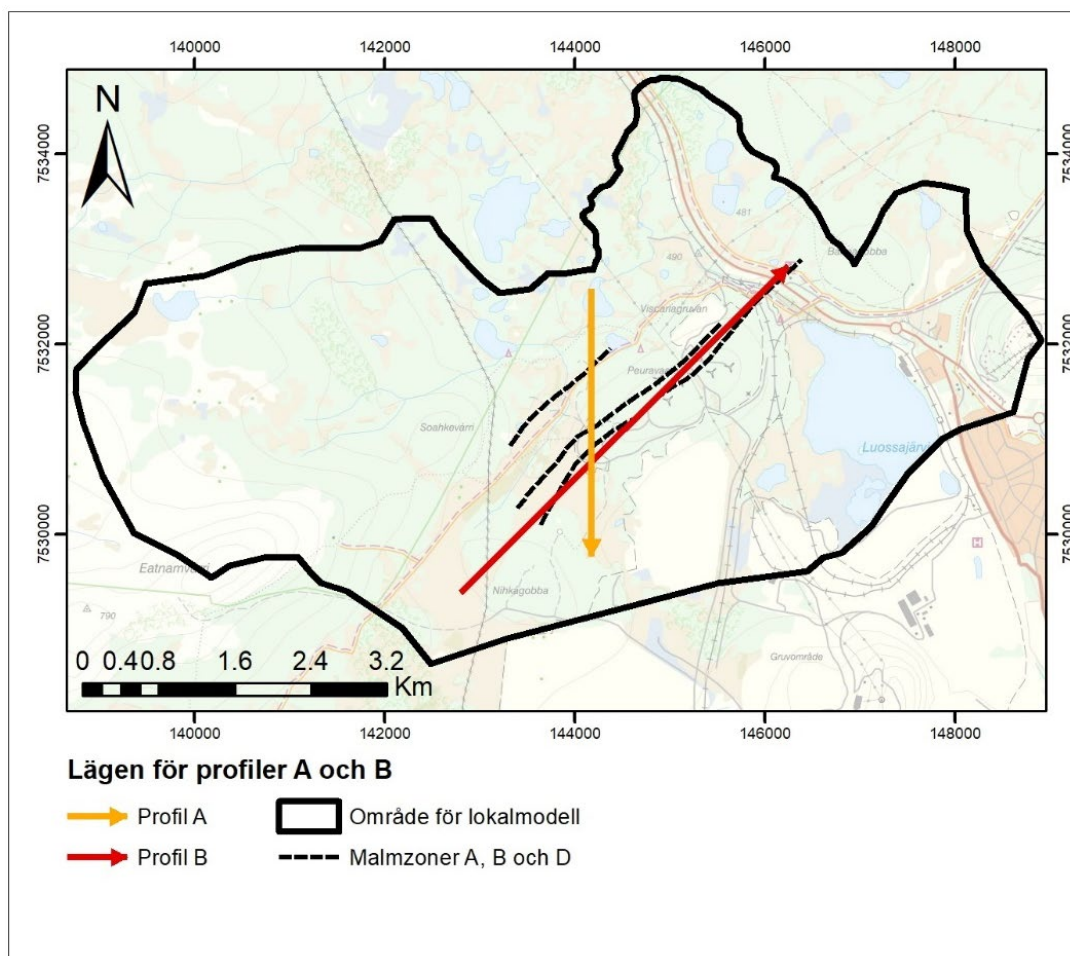 140000 142000 144000 146000 148000
N
7534000 7534000
481
490
Viscariagruvan
7532000 7532000
Peuravaara
Soahkevárri
Luossajärvi
7530000 7530000
Eatnamvárri
Nihkágobba
790
Gruvområde
0 0.4 0.8 1.6 2.4 3.2
Km
140000 142000 144000 146000 148000
Lägen för profiler A och B
Profil A
Område för lokalmodell
Profil B
Malmzoner A, B och D